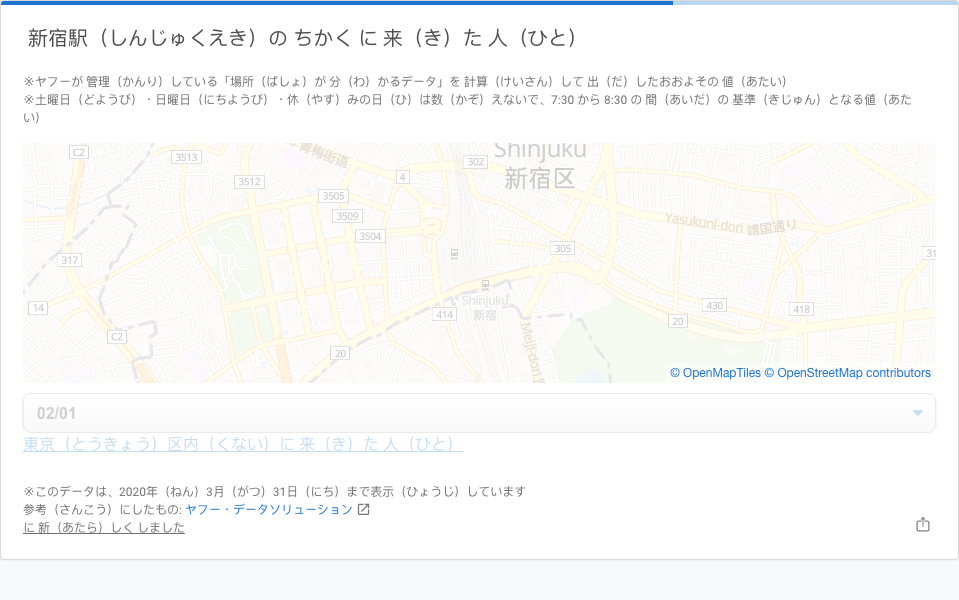 新宿駅（しんじゅくえき）の ちかく に 来（き）た 人（ひと）
※ヤフーが 管理（かんり）している「場所（ばしょ）が 分（わ）かるデータ」を 計算（けいさん）して 出（だ）したおおよその 値（あたい）
※土曜日（どようび）・日曜日（にちようび）・休（やす）みの日（ひ）は数（かぞ）えないで、7:30 から 8:30 の 間（あいだ）の 基準（きじゅん）となる値（あた
い）
C2
3513
青梅街道
302
Shinjuku
新宿区
3512
4
3505
3509
3504
Yasukuni-dori 靖国通り
317
305
31
14
414
Shinjuku
新宿
430
418
20
C2
20
Meiji-dori 明
© OpenMapTiles © OpenStreetMap contributors
02/01
東京（とうきょう）区内（くない）に 来（き）た 人（ひと）
※このデータは、2020年（ねん）3月（がつ）31日（にち）まで表示（ひょうじ）しています
参考（さんこう）にしたもの: ヤフー・データソリューション
に 新（あたら）しく しました